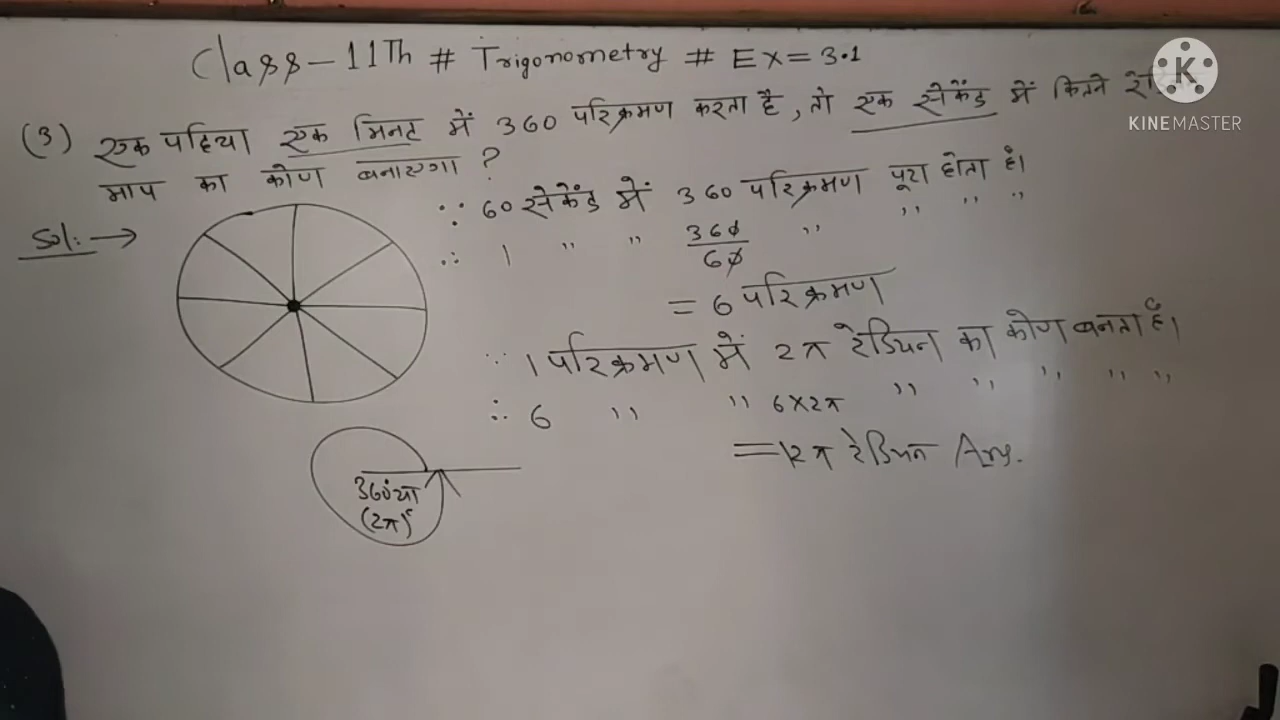 Class - 11Th # Trigonometry # EX = 3.1
(3) एक पहिया एक मिनट में 360 परिक्रमण करता है, तो एक सेकेंड में कितने
माप का कोण बनाएगा ?
Sol: →
∵ 60 सेकेंड में 360 परिक्रमण पूरा होता है।
∴ 1 " " 360/60 " " " "
= 6 परिक्रमण
∵ 1 परिक्रमण में 2π रेडियन का कोण बनता है।
∴ 6 " " 6×2π " " " " "
= 12π रेडियन Ans.
360° या
(2π)ᶜ
K
KINEMASTER